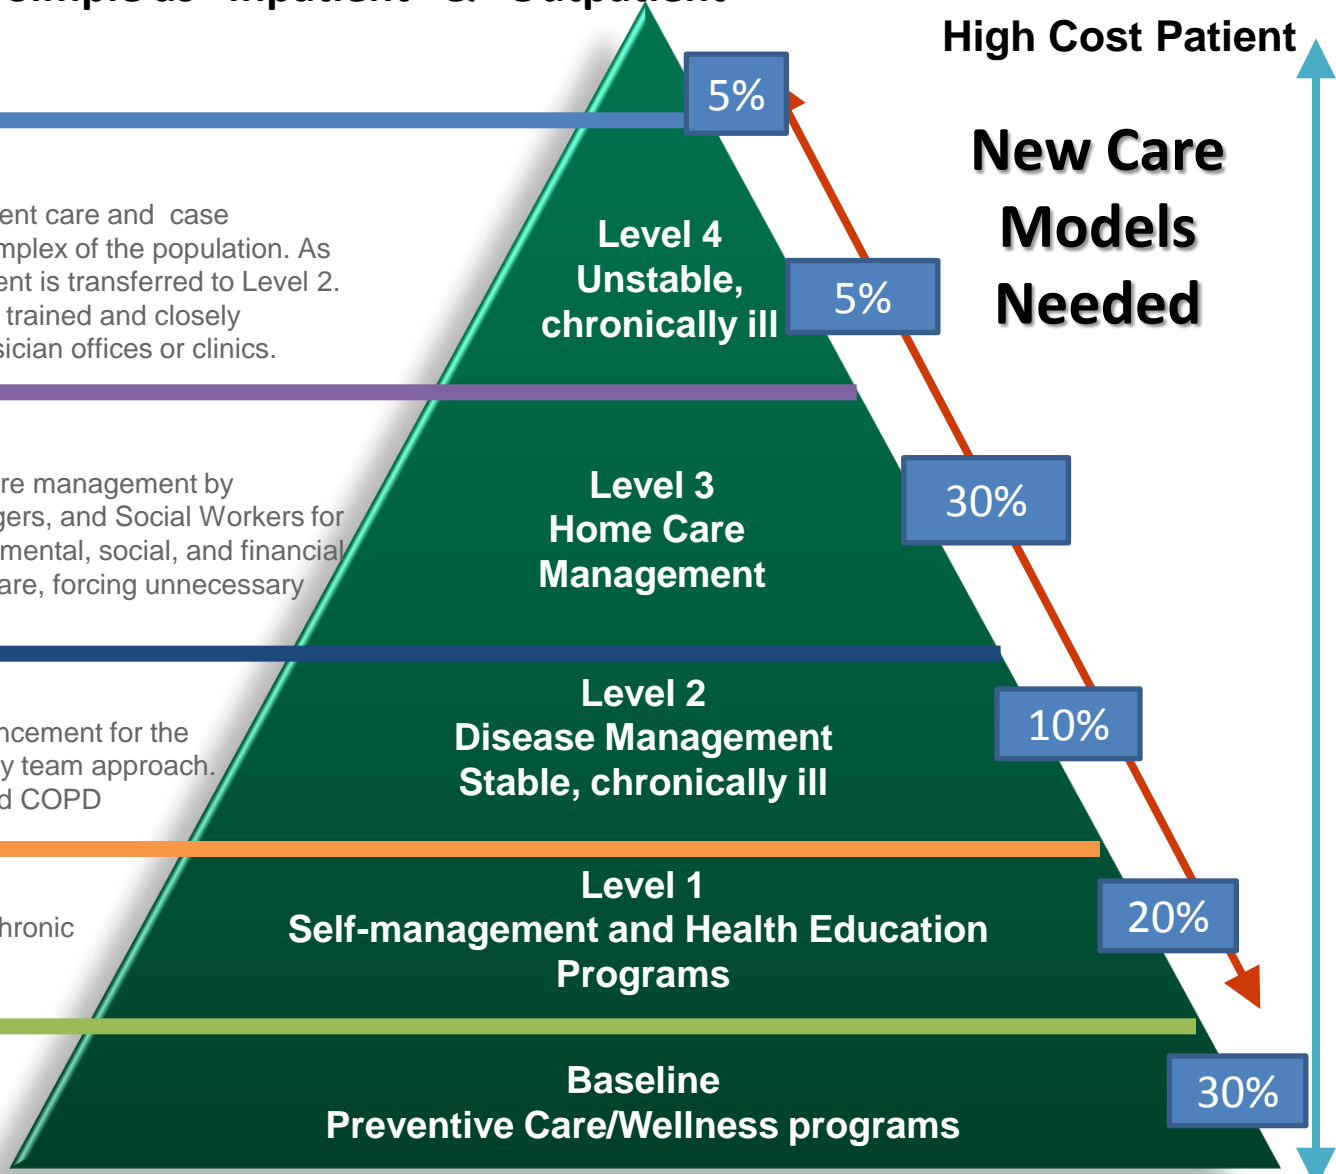 Simple as "Inpatient" & "Outpatient"
High Cost Patient
5%
New Care
Models
Needed
ent care and case
mplex of the population. As
ent is transferred to Level 2.
trained and closely
sician offices or clinics.
Level 4
Unstable,
chronically ill
5%
re management by
gers, and Social Workers for
mental, social, and financial
are, forcing unnecessary
Level 3
Home Care
Management
30%
ncement for the
y team approach.
d COPD
Level 2
Disease Management
Stable, chronically ill
10%
hronic
Level 1
Self-management and Health Education
Programs
20%
Baseline
Preventive Care/Wellness programs
30%